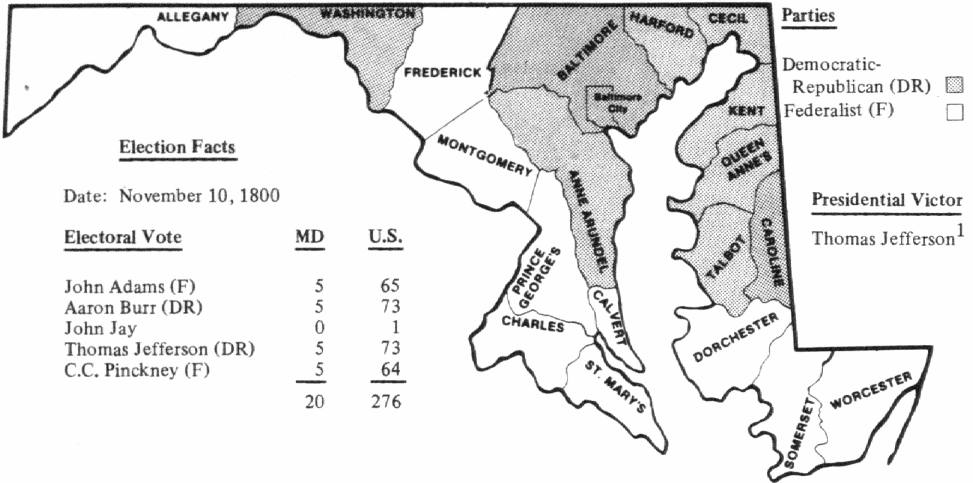 ALLEGANY
WASHINGTON
FREDERICK
BALTIMORE
HARFORD
CECIL
Baltimore
City
MONTGOMERY
ANNE ARUNDEL
PRINCE
GEORGE'S
CALVERT
CHARLES
ST. MARY'S
KENT
QUEEN
ANNE'S
TALBOT
CAROLINE
DORCHESTER
SOMERSET
WORCESTER
Parties
Democratic-
Republican (DR)
Federalist (F)
Election Facts
Date: November 10, 1800
Electoral Vote MD U.S.
John Adams (F) 5 65
Aaron Burr (DR) 5 73
John Jay 0 1
Thomas Jefferson (DR) 5 73
C.C. Pinckney (F) 5 64
20 276
Presidential Victor
Thomas Jefferson1